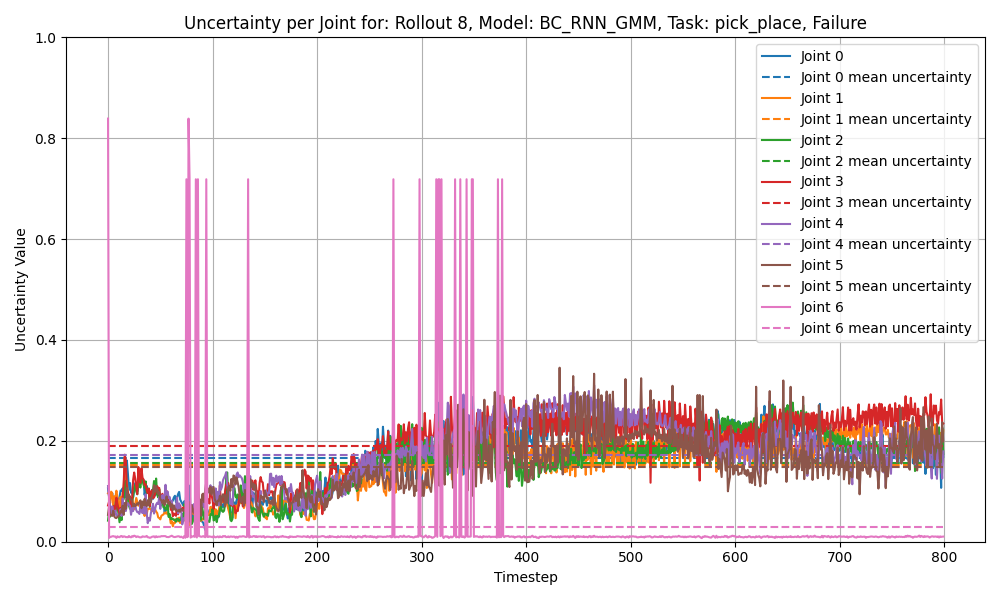 Uncertainty per Joint for: Rollout 8, Model: BC_RNN_GMM, Task: pick_place, Failure
Uncertainty Value
1.0
0.8
0.6
0.4
0.2
0.0
0 100 200 300 400 500 600 700 800
Timestep
Joint 0
Joint 0 mean uncertainty
Joint 1
Joint 1 mean uncertainty
Joint 2
Joint 2 mean uncertainty
Joint 3
Joint 3 mean uncertainty
Joint 4
Joint 4 mean uncertainty
Joint 5
Joint 5 mean uncertainty
Joint 6
Joint 6 mean uncertainty